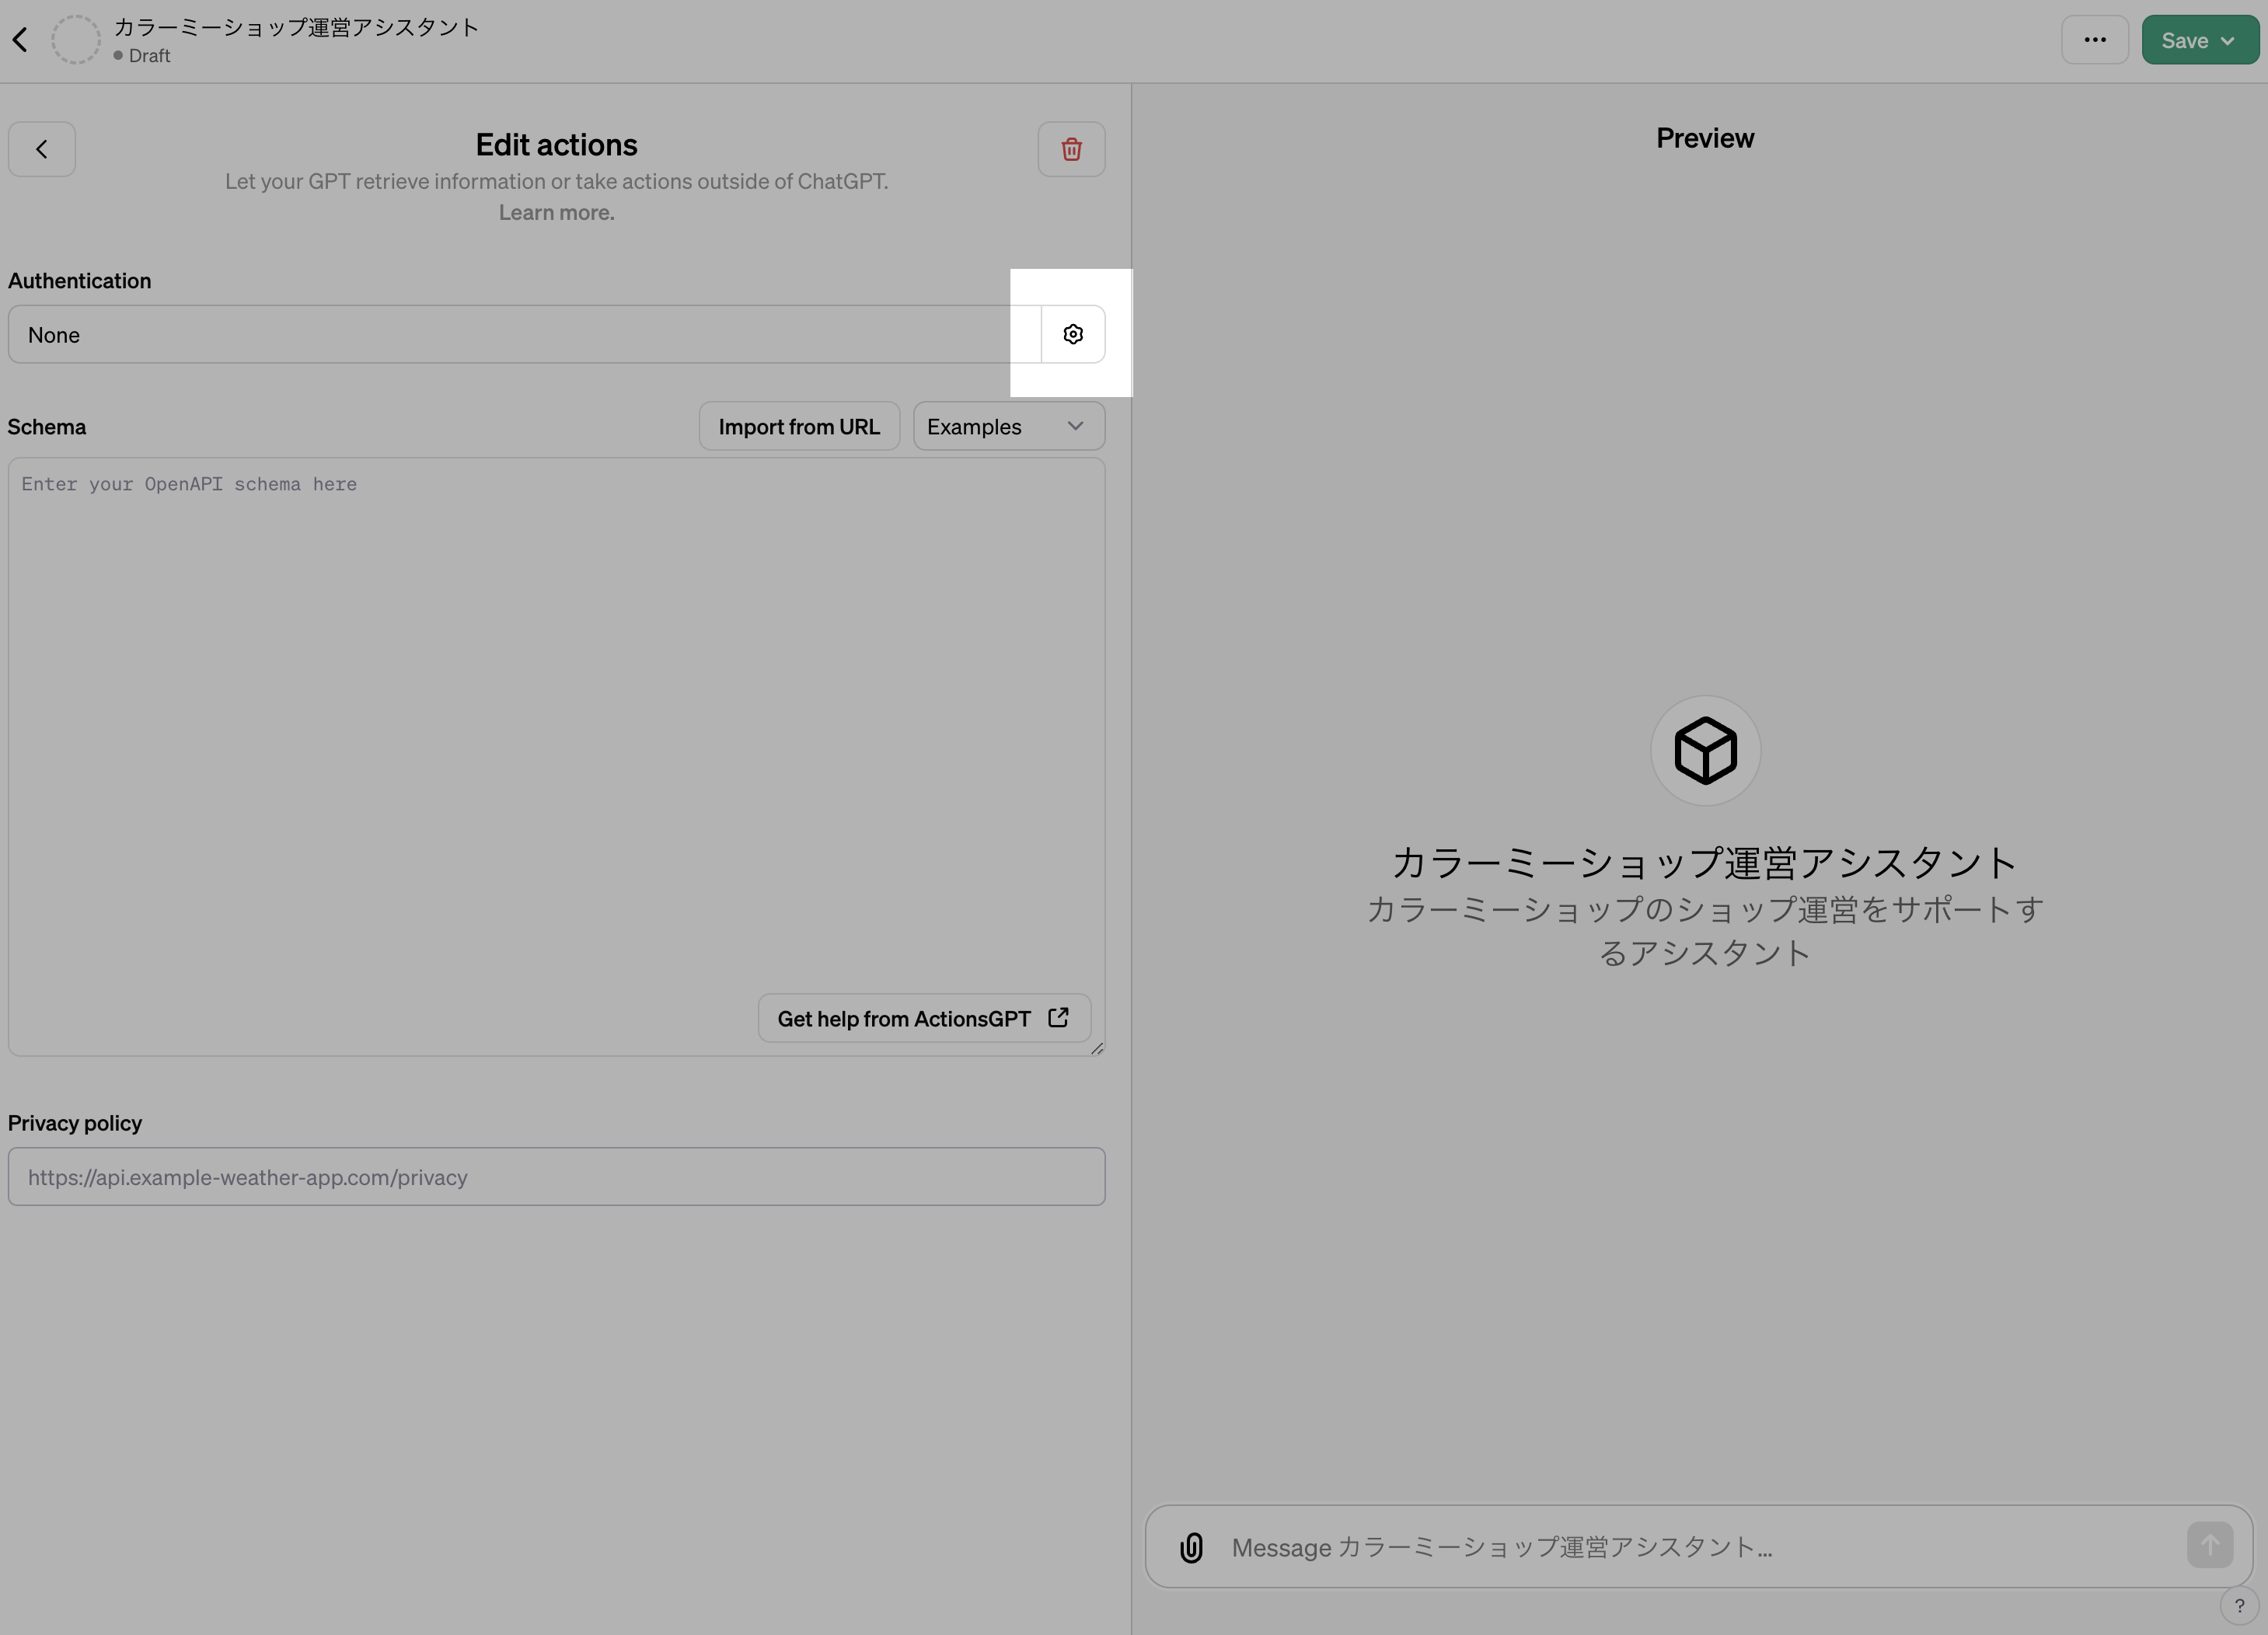 カラーミーショップ運営アシスタント
Draft
Save
Edit actions
Let your GPT retrieve information or take actions outside of ChatGPT.
Learn more.
Authentication
None
Schema
Import from URL
Examples
Enter your OpenAPI schema here
Get help from ActionsGPT
Privacy policy
https://api.example-weather-app.com/privacy
Preview
カラーミーショップ運営アシスタント
カラーミーショップのショップ運営をサポートす
るアシスタント
Message カラーミーショップ運営アシスタント...
?